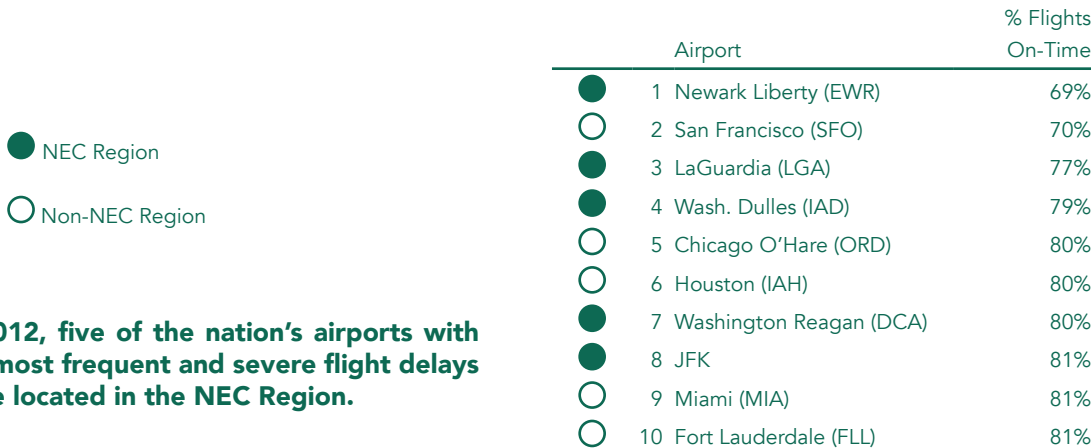 % Flights
Airport On-Time
1 Newark Liberty (EWR) 69%
2 San Francisco (SFO) 70%
3 LaGuardia (LGA) 77%
4 Wash. Dulles (IAD) 79%
5 Chicago O’Hare (ORD) 80%
6 Houston (IAH) 80%
7 Washington Reagan (DCA) 80%
8 JFK 81%
9 Miami (MIA) 81%
10 Fort Lauderdale (FLL) 81%
NEC Region
Non-NEC Region
five of the nation’s airports with
most frequent and severe flight delays
located in the NEC Region.